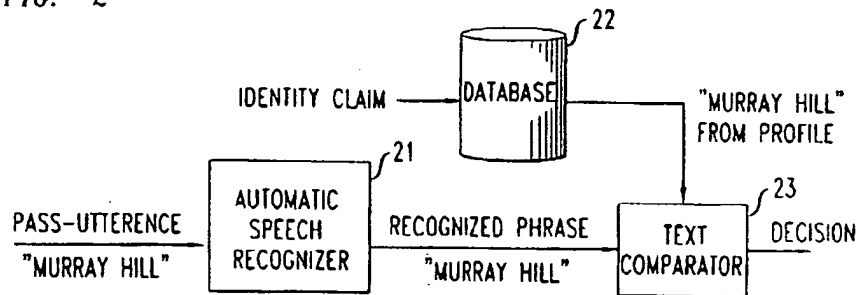 FIG. 2
22
IDENTITY CLAIM
DATABASE
"MURRAY HILL"
FROM PROFILE
21
23
PASS-UTTERENCE
"MURRAY HILL"
AUTOMATIC
SPEECH
RECOGNIZER
RECOGNIZED PHRASE
"MURRAY HILL"
TEXT
COMPARATOR
DECISION